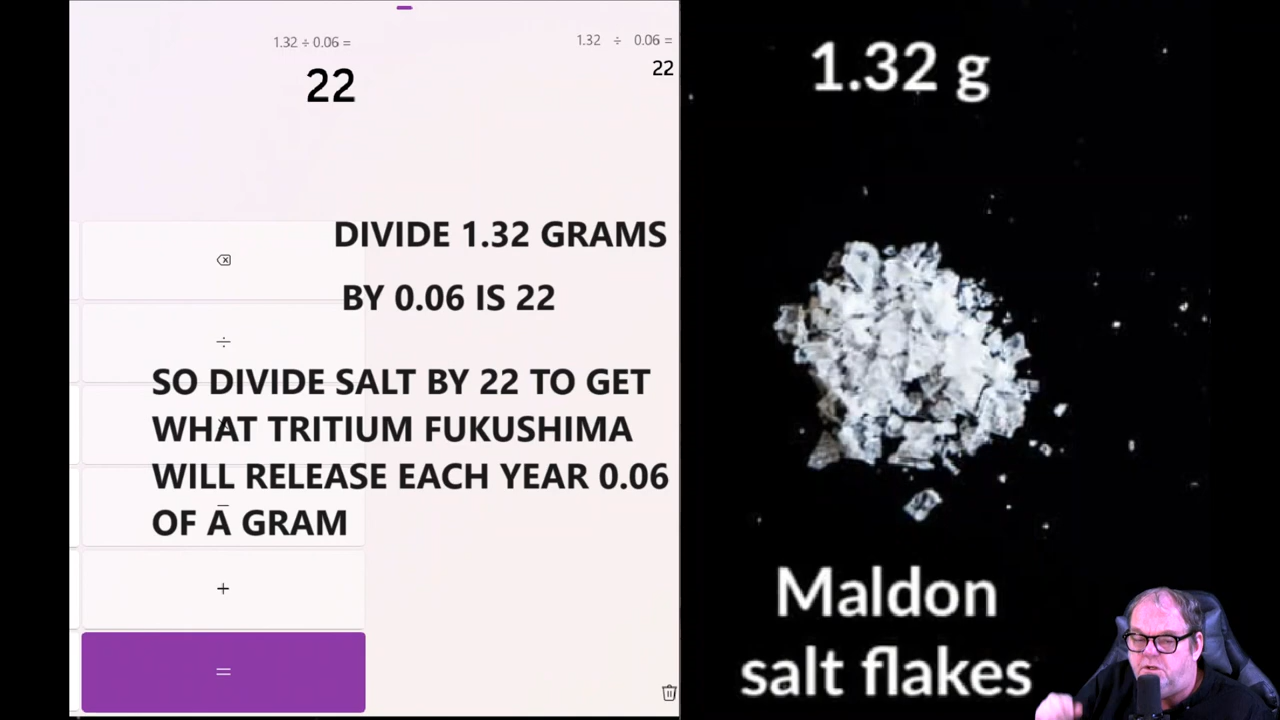 1.32 ÷ 0.06 =
22
1.32 ÷ 0.06 =
22
DIVIDE 1.32 GRAMS
BY 0.06 IS 22
SO DIVIDE SALT BY 22 TO GET
WHAT TRITIUM FUKUSHIMA
WILL RELEASE EACH YEAR 0.06
OF A GRAM
÷
+
=
1.32 g
Maldon
salt flakes